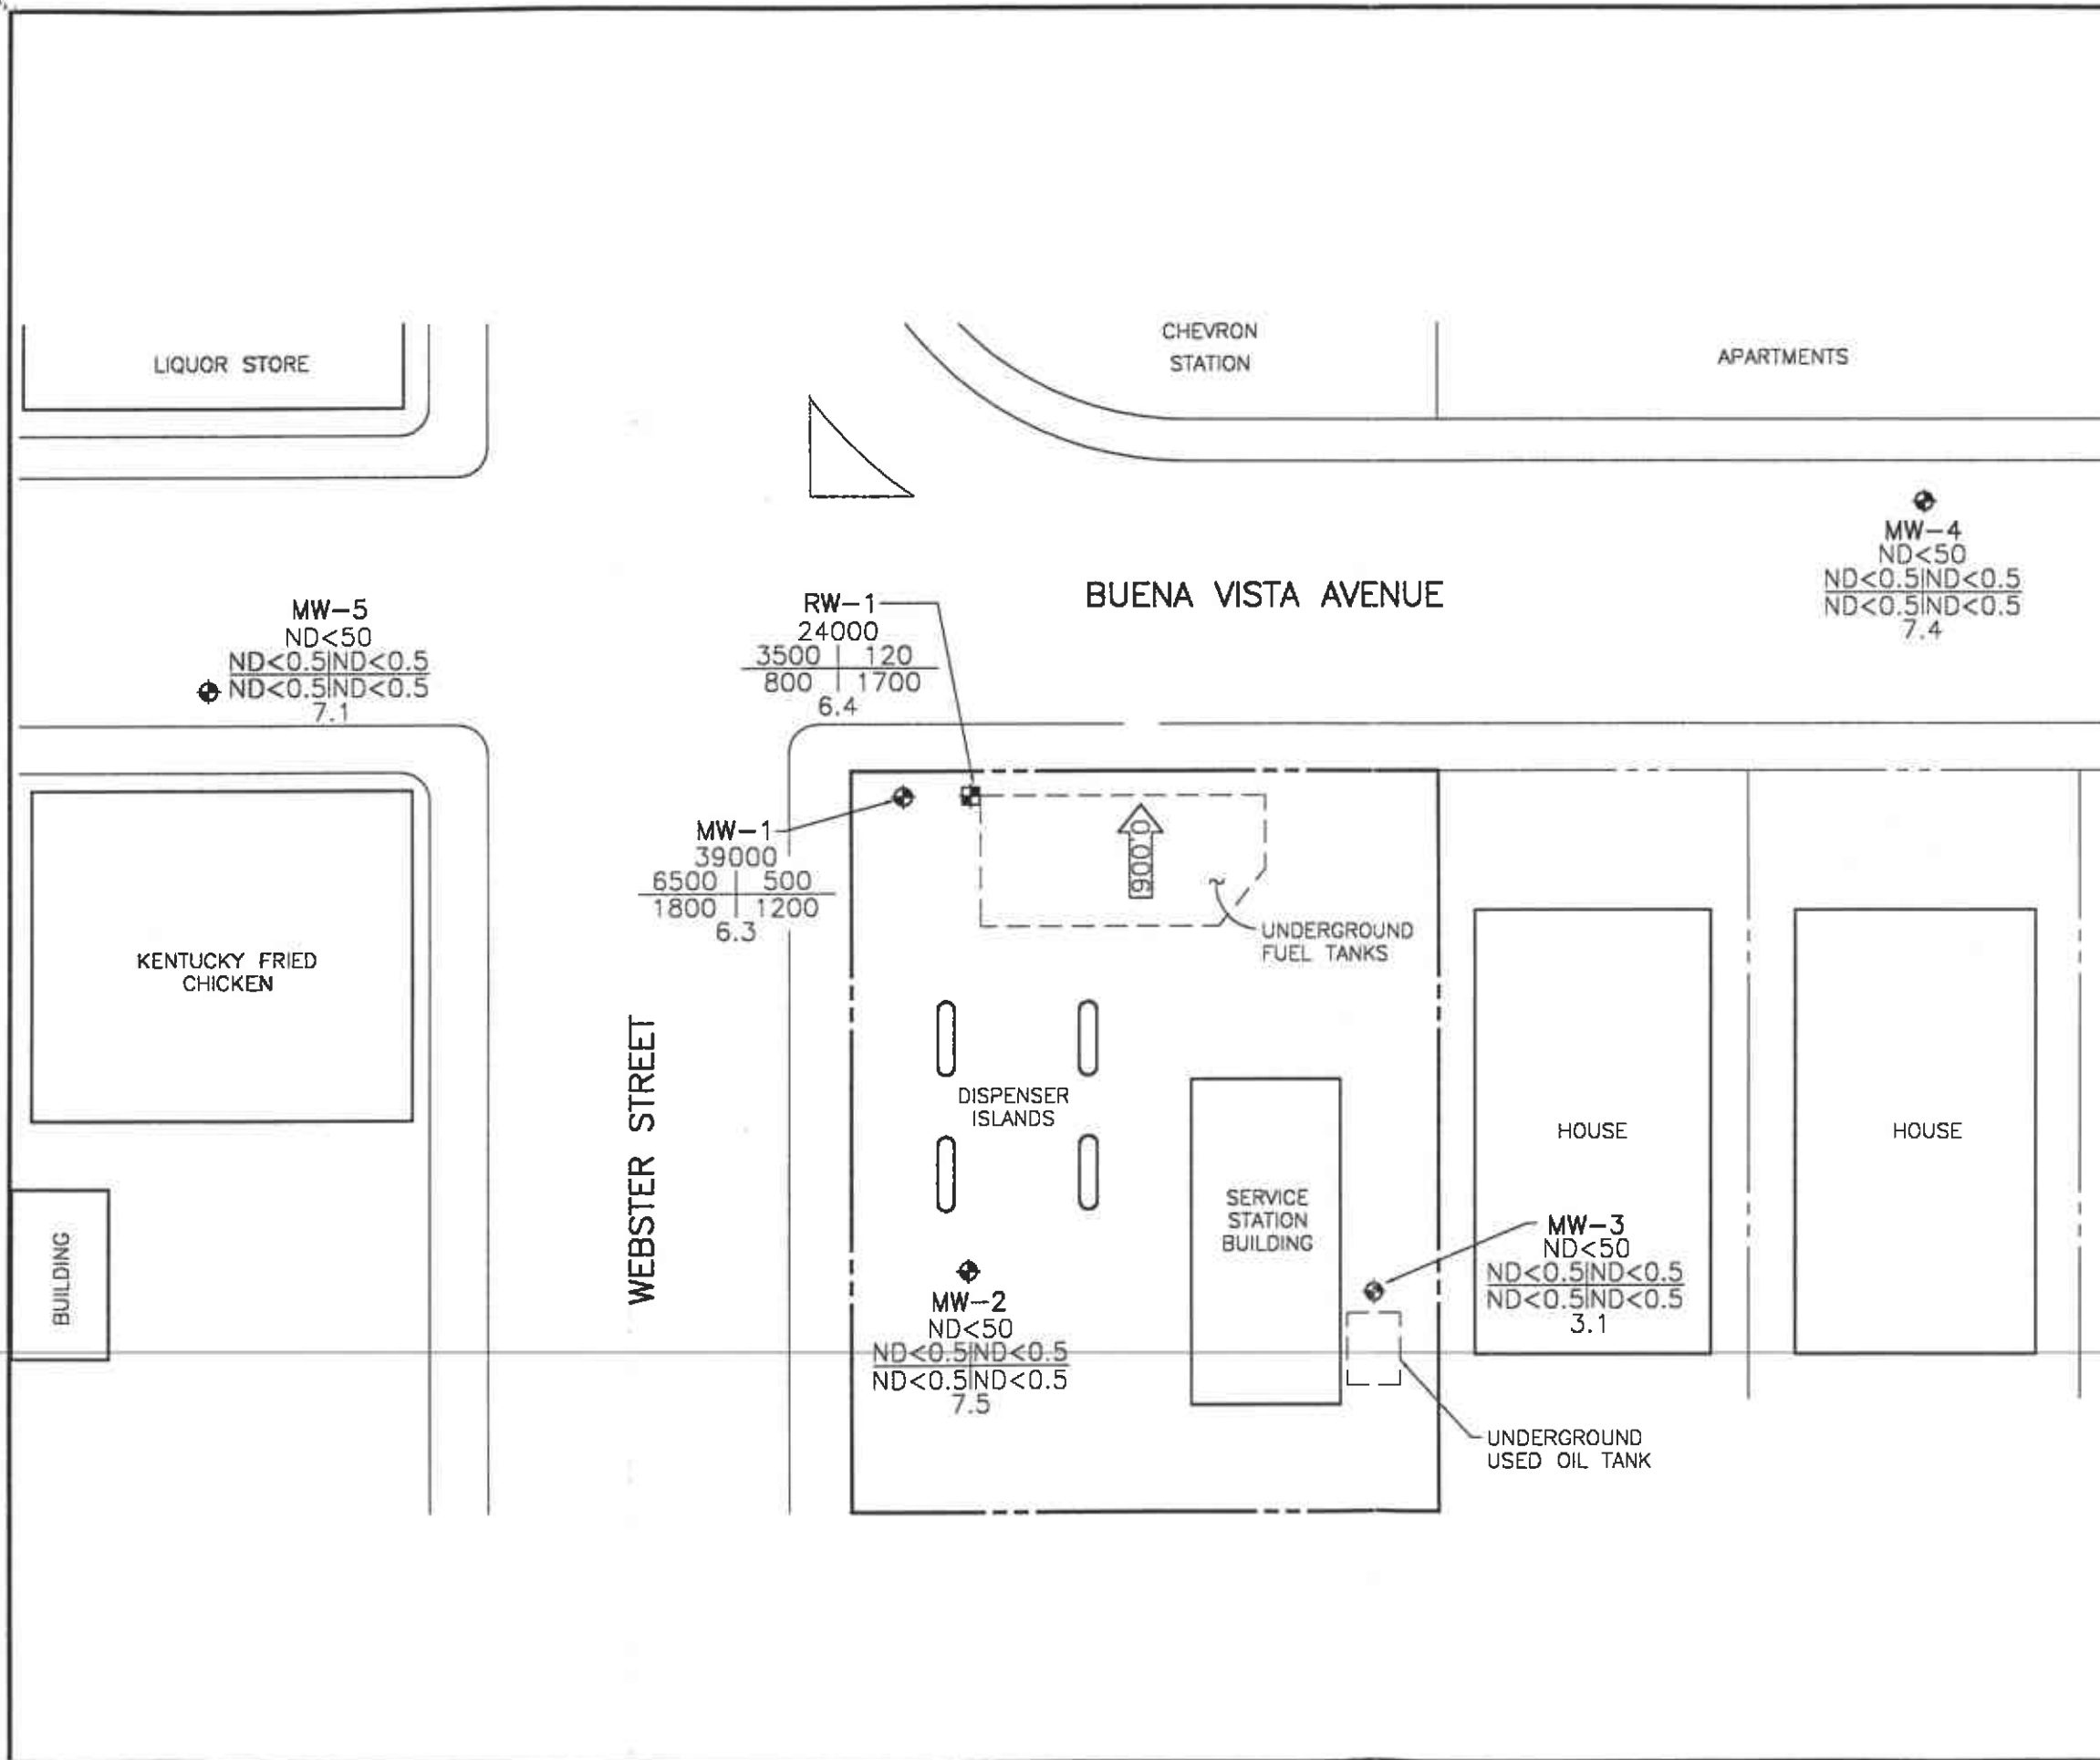 CHEVRON
STATION
APARTMENTS
LIQUOR STORE
MW-4
ND<50
ND<0.5|ND<0.5
ND<0.5|ND<0.5
7.4
BUENA VISTA AVENUE
MW-5
ND<50
ND<0.5|ND<0.5
ND<0.5|ND<0.5
7.1
RW-1
24000
3500 | 120
800 | 1700
6.4
MW-1
39000
6500 | 500
1800 | 1200
6.3
0.006
UNDERGROUND
FUEL TANKS
KENTUCKY FRIED
CHICKEN
WEBSTER STREET
DISPENSER
ISLANDS
HOUSE
HOUSE
SERVICE
STATION
BUILDING
BUILDING
MW-3
ND<50
ND<0.5|ND<0.5
ND<0.5|ND<0.5
3.1
MW-2
ND<50
ND<0.5|ND<0.5
ND<0.5|ND<0.5
7.5
UNDERGROUND
USED OIL TANK